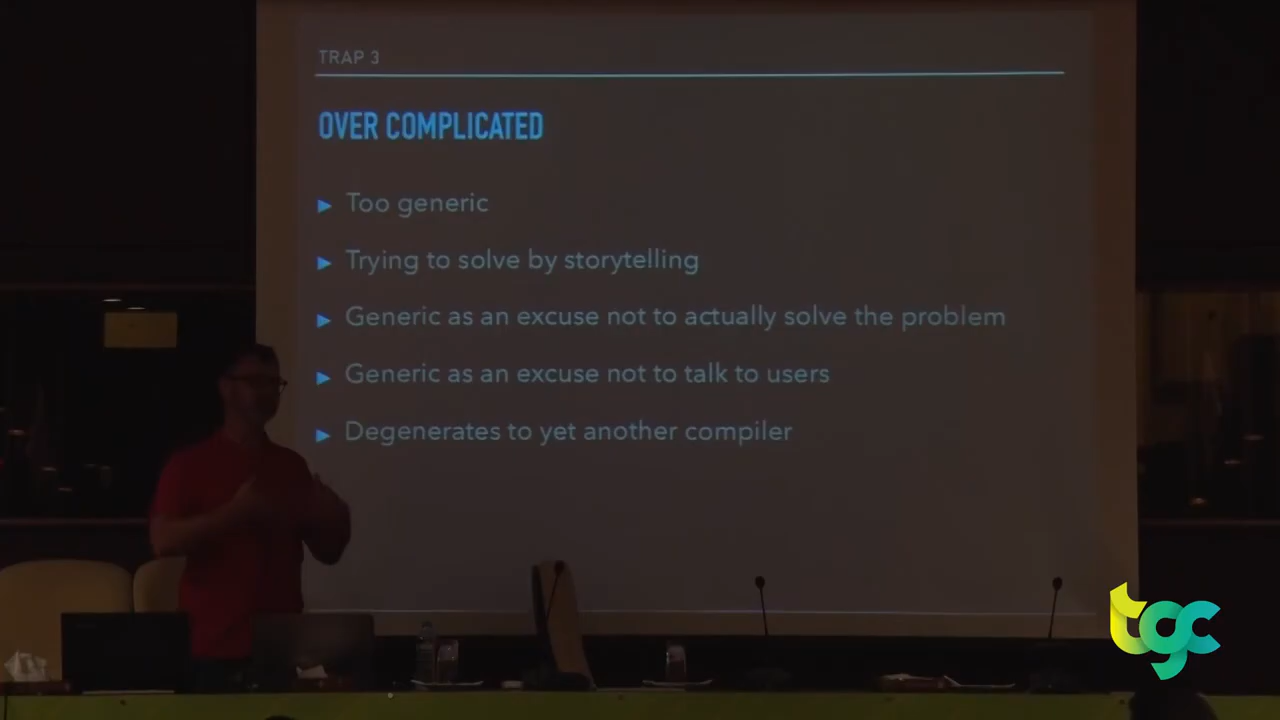 TRAP 3
OVER COMPLICATED
▶ Too generic
▶ Trying to solve by storytelling
▶ Generic as an excuse not to actually solve the problem
▶ Generic as an excuse not to talk to users
▶ Degenerates to yet another compiler
tgc